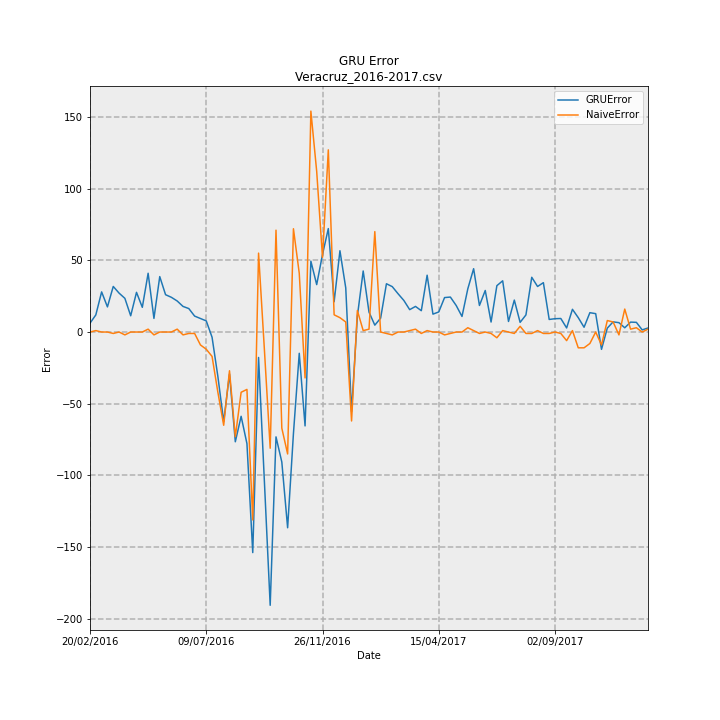 GRU Error
Veracruz_2016-2017.csv
GRUError
NaiveError
150
100
50
0
−50
−100
−150
−200
Error
20/02/2016
09/07/2016
26/11/2016
15/04/2017
02/09/2017
Date